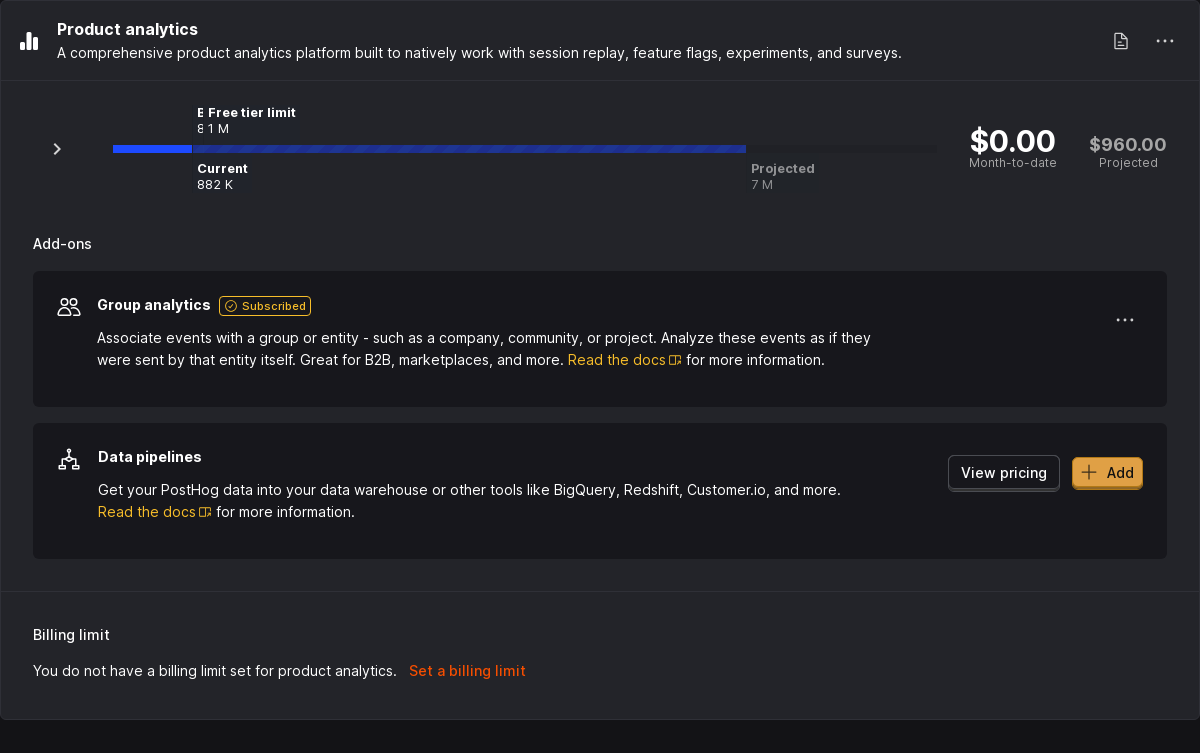 Product analytics
A comprehensive product analytics platform built to natively work with session replay, feature flags, experiments, and surveys.
Free tier limit
1 M
Current
882 K
Projected
7 M
$0.00
Month-to-date
$960.00
Projected
Add-ons
Group analytics Subscribed
Associate events with a group or entity - such as a company, community, or project. Analyze these events as if they
were sent by that entity itself. Great for B2B, marketplaces, and more. Read the docs for more information.
Data pipelines
View pricing
Add
Get your PostHog data into your data warehouse or other tools like BigQuery, Redshift, Customer.io, and more.
Read the docs for more information.
Billing limit
You do not have a billing limit set for product analytics. Set a billing limit